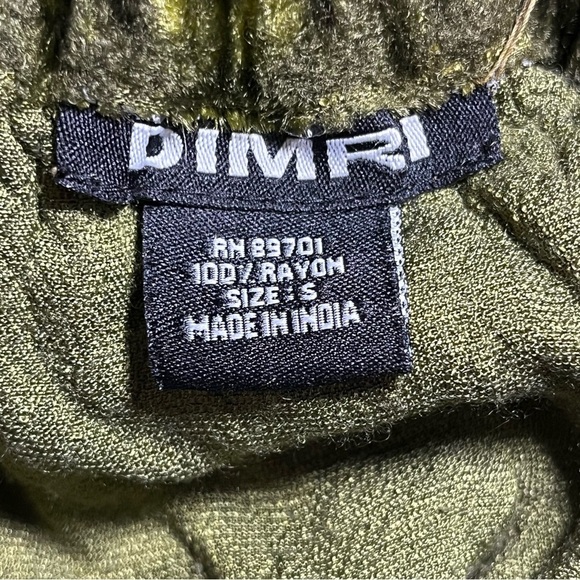 DIMRI
RN 89701
100% RAYON
SIZE : S
MADE IN INDIA